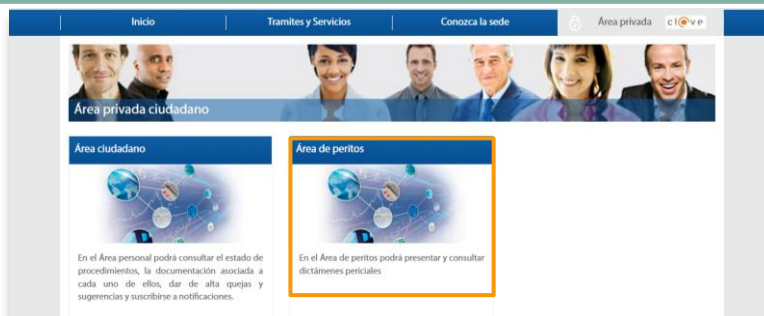 Inicio
Tramites y Servicios
Conozca la sede
Área privada
cl@ve
Área privada ciudadano
Área ciudadano
En el Área personal podrá consultar el estado de
procedimientos, la documentación asociada a
cada uno de ellos, dar de alta quejas y
sugerencias y suscribirse a notificaciones.
Área de peritos
En el Área de peritos podrá presentar y consultar
dictámenes periciales